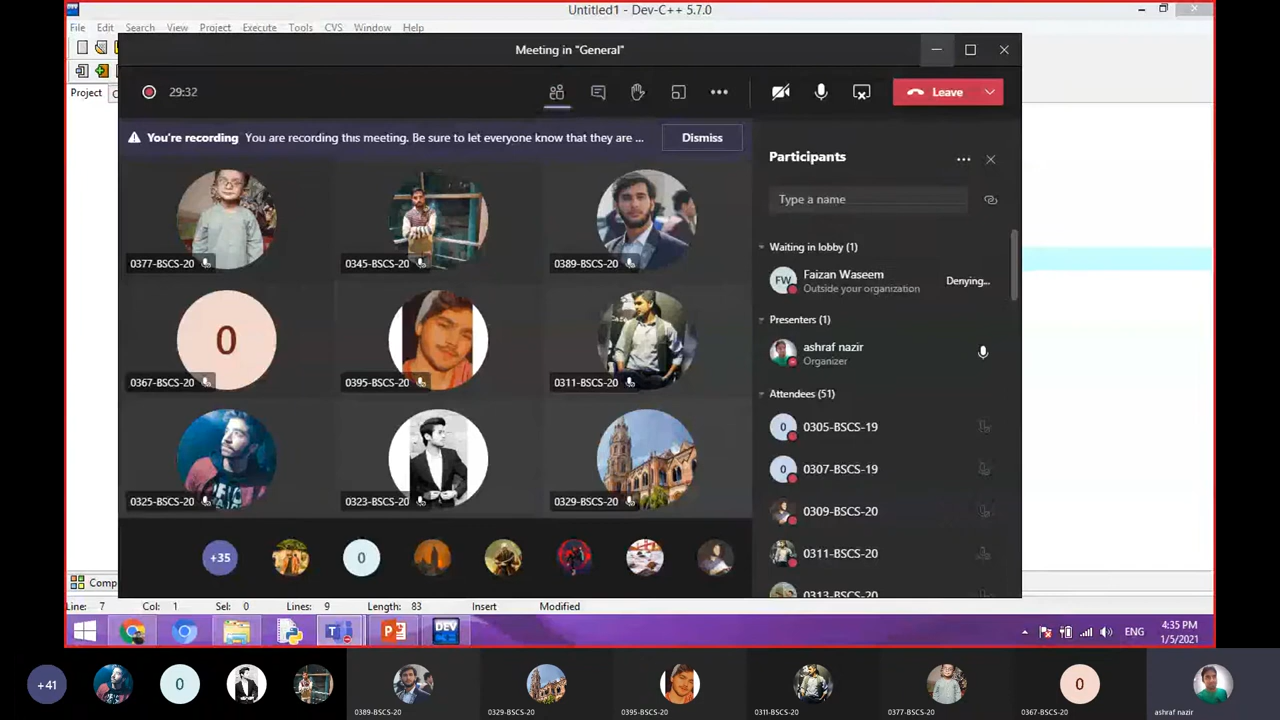 Untitled1 - Dev-C++ 5.7.0
File Edit Search View Project Execute Tools CVS Window Help
Meeting in "General"
29:32
Leave
Project
You're recording You are recording this meeting. Be sure to let everyone know that they are ...
Dismiss
Participants
Type a name
Waiting in lobby (1)
FW
Faizan Waseem
Outside your organization
Denying...
Presenters (1)
ashraf nazir
Organizer
Attendees (51)
0 0305-BSCS-19
0 0307-BSCS-19
0309-BSCS-20
0311-BSCS-20
0313-BSCS-20
0377-BSCS-20
0345-BSCS-20
0389-BSCS-20
0
0367-BSCS-20
0395-BSCS-20
0311-BSCS-20
0325-BSCS-20
0323-BSCS-20
0329-BSCS-20
+35
0
Comp
Line: 7 Col: 1 Sel: 0 Lines: 9 Length: 83 Insert Modified
DEV
ENG
4:35 PM
1/5/2021
+41
0
0
0389-BSCS-20
0329-BSCS-20
0395-BSCS-20
0311-BSCS-20
0377-BSCS-20
0367-BSCS-20
ashraf nazir